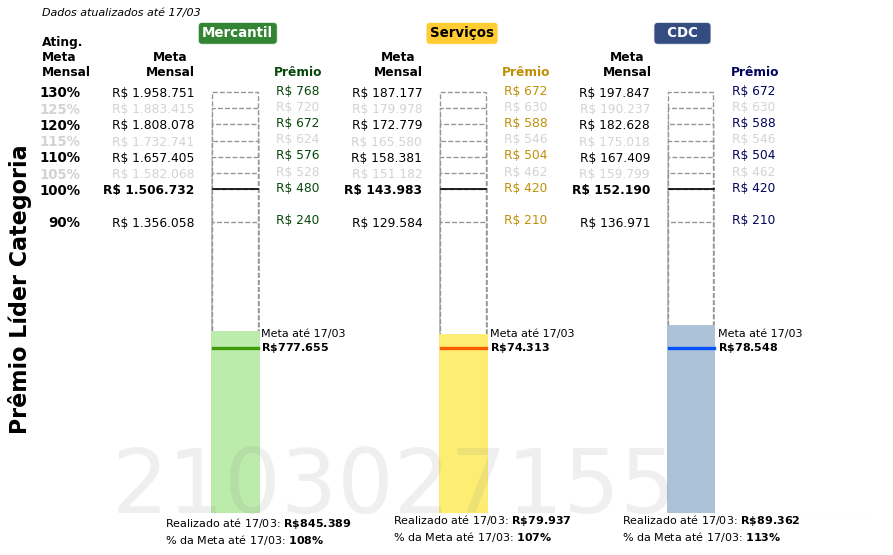 Dados atualizados até 17/03
Mercantil Serviços CDC
Ating.
Meta Meta Meta Meta
Mensal Mensal Prêmio Mensal Prêmio Mensal Prêmio
130% R$ 1.958.751 R$ 768 R$ 187.177 R$ 672 R$ 197.847 R$ 672
125% R$ 1.883.415 R$ 720 R$ 179.978 R$ 630 R$ 190.237 R$ 630
120% R$ 1.808.078 R$ 672 R$ 172.779 R$ 588 R$ 182.628 R$ 588
115% R$ 1.732.741 R$ 624 R$ 165.580 R$ 546 R$ 175.018 R$ 546
110% R$ 1.657.405 R$ 576 R$ 158.381 R$ 504 R$ 167.409 R$ 504
105% R$ 1.582.068 R$ 528 R$ 151.182 R$ 462 R$ 159.799 R$ 462
100% R$ 1.506.732 R$ 480 R$ 143.983 R$ 420 R$ 152.190 R$ 420
90% R$ 1.356.058 R$ 240 R$ 129.584 R$ 210 R$ 136.971 R$ 210
Prêmio Líder Categoria
Meta até 17/03 Meta até 17/03 Meta até 17/03
R$777.655 R$74.313 R$78.548
2103027155
Realizado até 17/03: R$845.389 Realizado até 17/03: R$79.937 Realizado até 17/03: R$89.362
% da Meta até 17/03: 108% % da Meta até 17/03: 107% % da Meta até 17/03: 113%